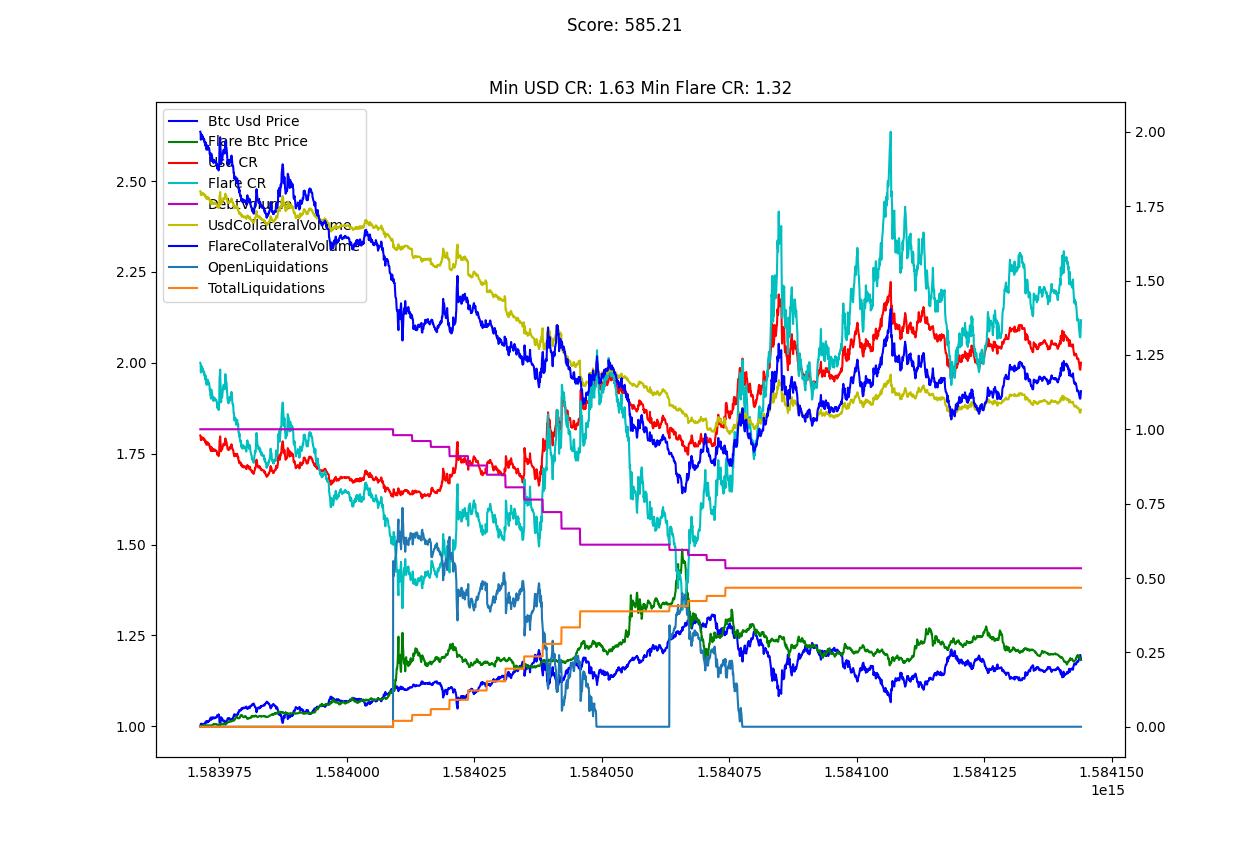 Score: 585.21
Min USD CR: 1.63 Min Flare CR: 1.32
Btc Usd Price
Flare Btc Price
Usd CR
Flare CR
DebtVolume
UsdCollateralVolume
FlareCollateralVolume
OpenLiquidations
TotalLiquidations
2.50
2.25
2.00
1.75
1.50
1.25
1.00
2.00
1.75
1.50
1.25
1.00
0.75
0.50
0.25
0.00
1.583975 1.584000 1.584025 1.584050 1.584075 1.584100 1.584125 1.584150
1e15